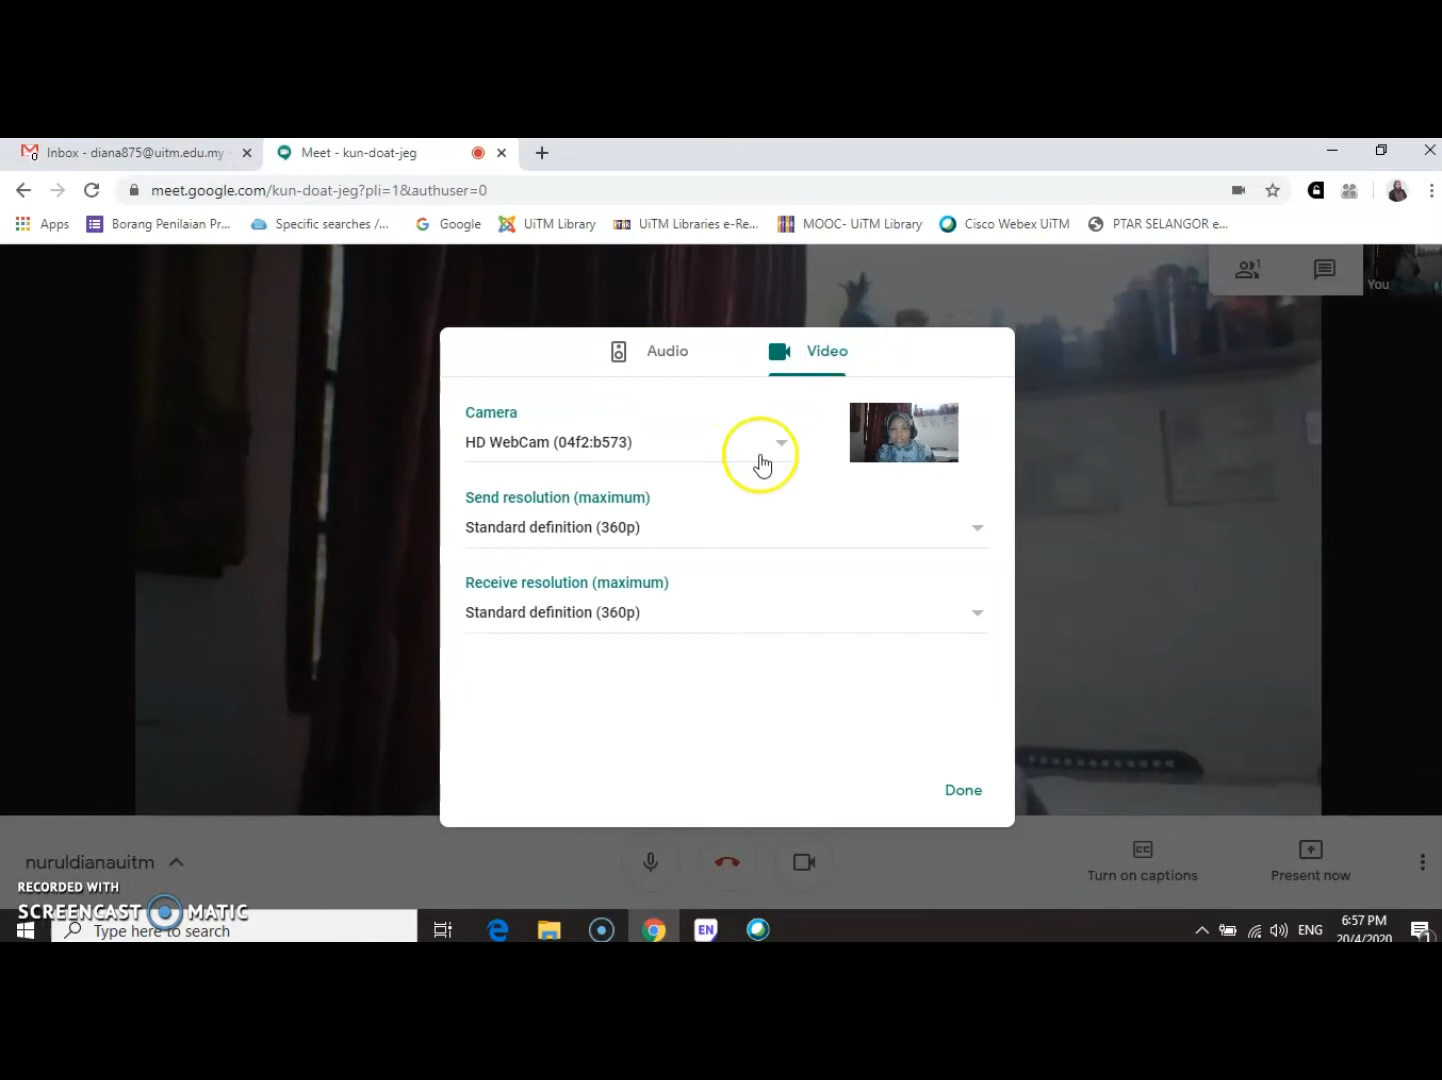 Inbox - diana875@uitm.edu.my -
Meet - kun-doat-jeg
meet.google.com/kun-doat-jeg?pli=1&authuser=0
Apps
Borang Penilaian Pr...
Specific searches /...
Google
UiTM Library
UiTM Libraries e-Re...
MOOC- UiTM Library
Cisco Webex UiTM
PTAR SELANGOR e...
1
You
Audio
Video
Camera
HD WebCam (04f2:b573)
Send resolution (maximum)
Standard definition (360p)
Receive resolution (maximum)
Standard definition (360p)
Done
nuruldianauitm
Turn on captions
Present now
RECORDED WITH
SCREENCAST MATIC
Type here to search
EN
ENG
6:57 PM
20/4/2020
1